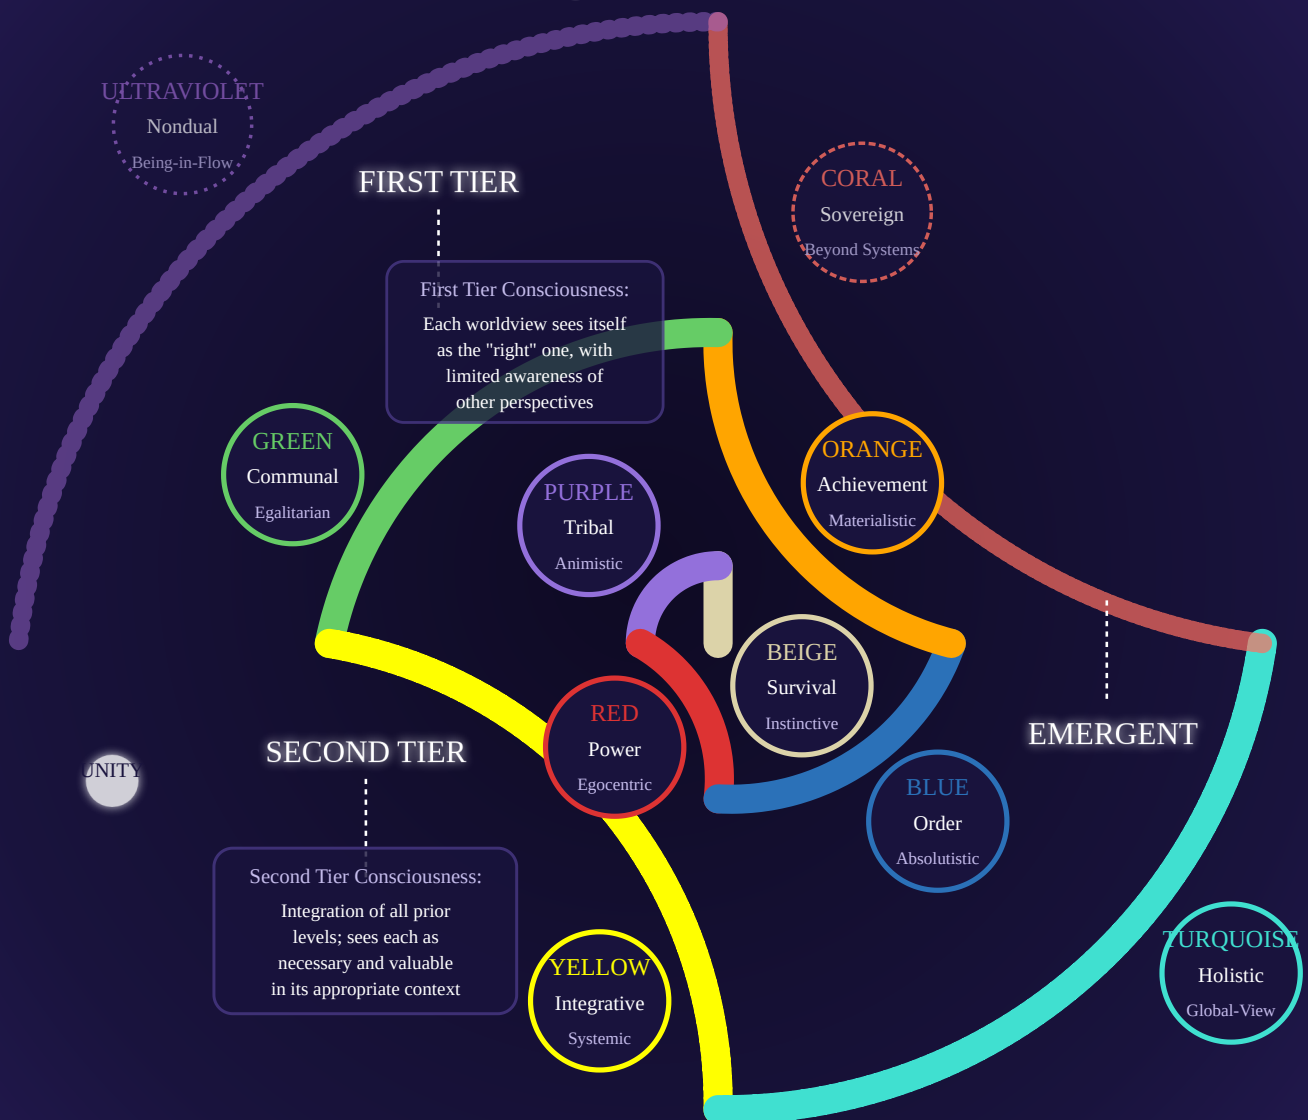 ULTRAVIOLET
Nondual
Being-in-Flow
FIRST TIER
CORAL
Sovereign
Beyond Systems
First Tier Consciousness:
Each worldview sees itself
as the "right" one, with
limited awareness of
other perspectives
GREEN
Communal
Egalitarian
PURPLE
Tribal
Animistic
ORANGE
Achievement
Materialistic
BEIGE
Survival
Instinctive
RED
Power
Egocentric
SECOND TIER
EMERGENT
UNITY
BLUE
Order
Absolutistic
Second Tier Consciousness:
Integration of all prior
levels; sees each as
necessary and valuable
in its appropriate context
YELLOW
Integrative
Systemic
TURQUOISE
Holistic
Global-View